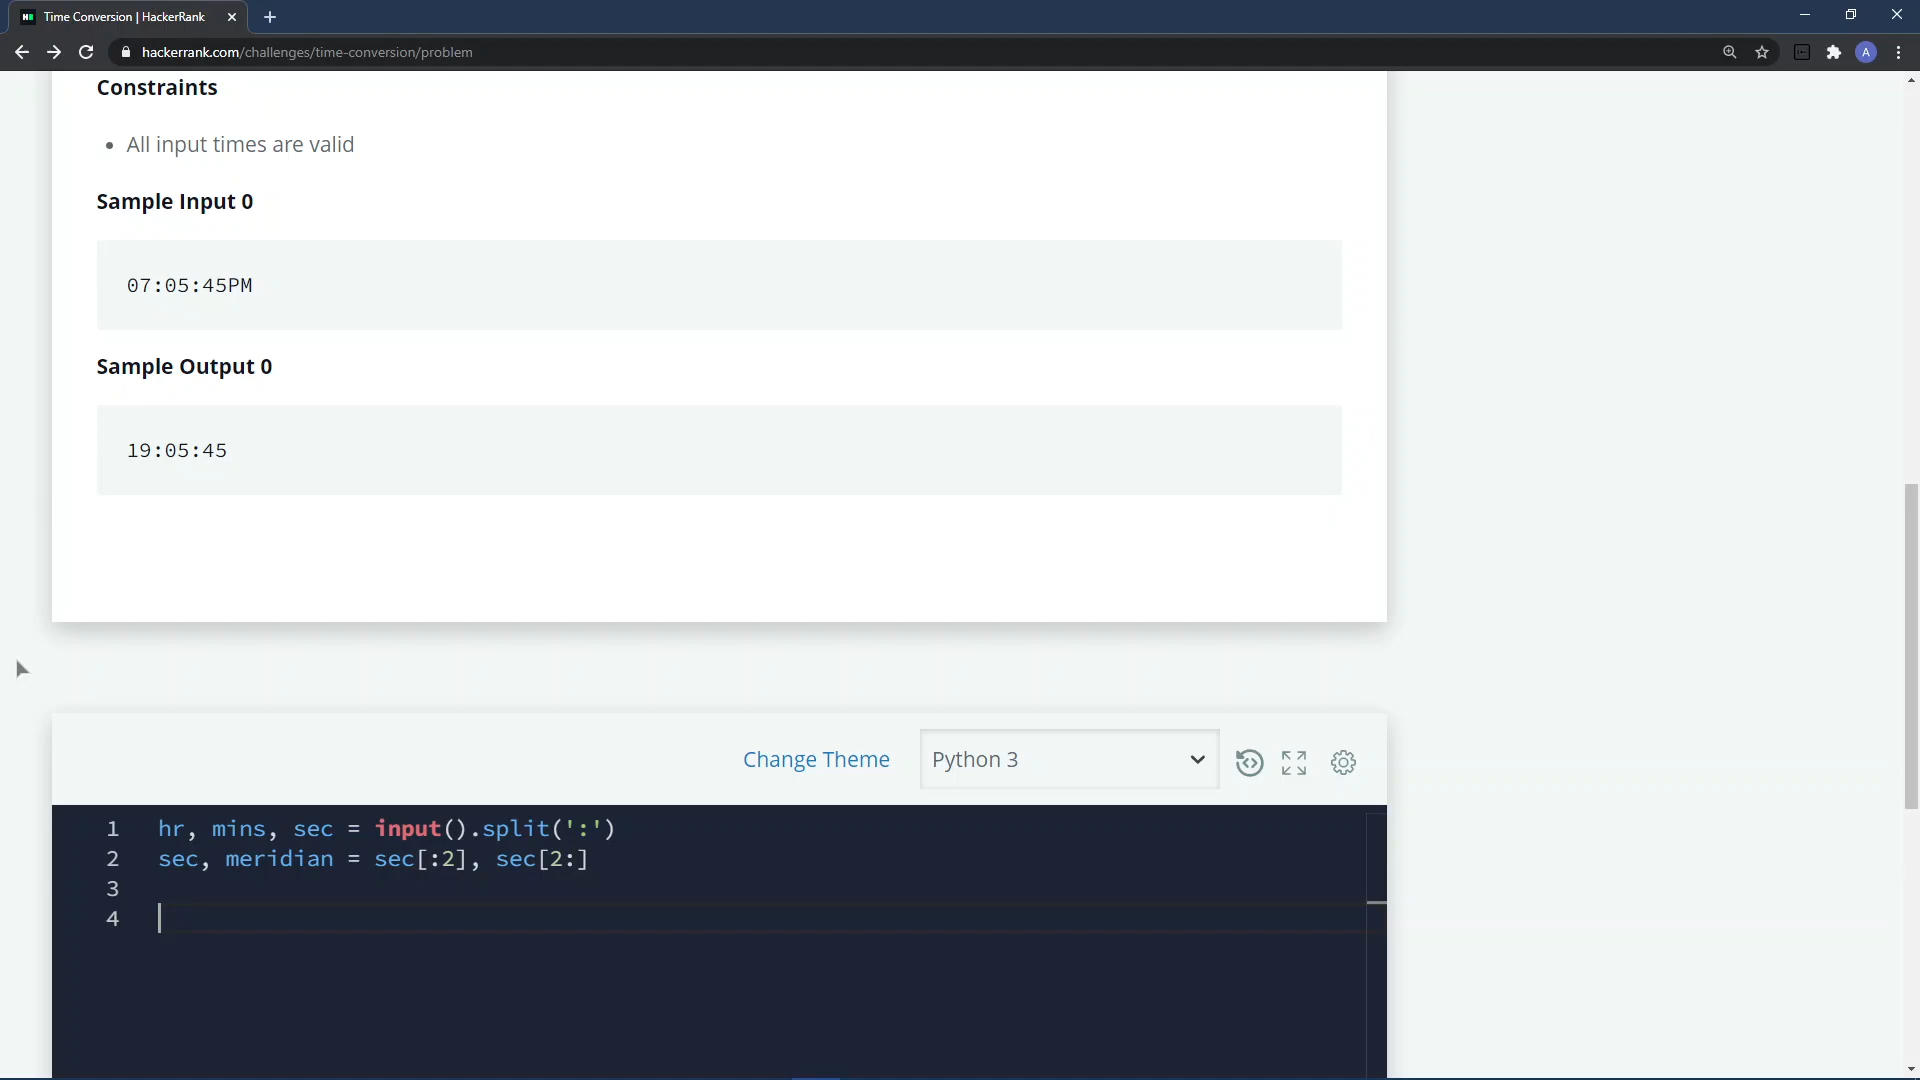 Time Conversion | HackerRank
hackerrank.com/challenges/time-conversion/problem
A
Constraints
All input times are valid
Sample Input 0
07:05:45PM
Sample Output 0
19:05:45
Change Theme
Python 3
1 hr, mins, sec = input().split(':')
2 sec, meridian = sec[:2], sec[2:]
3
4